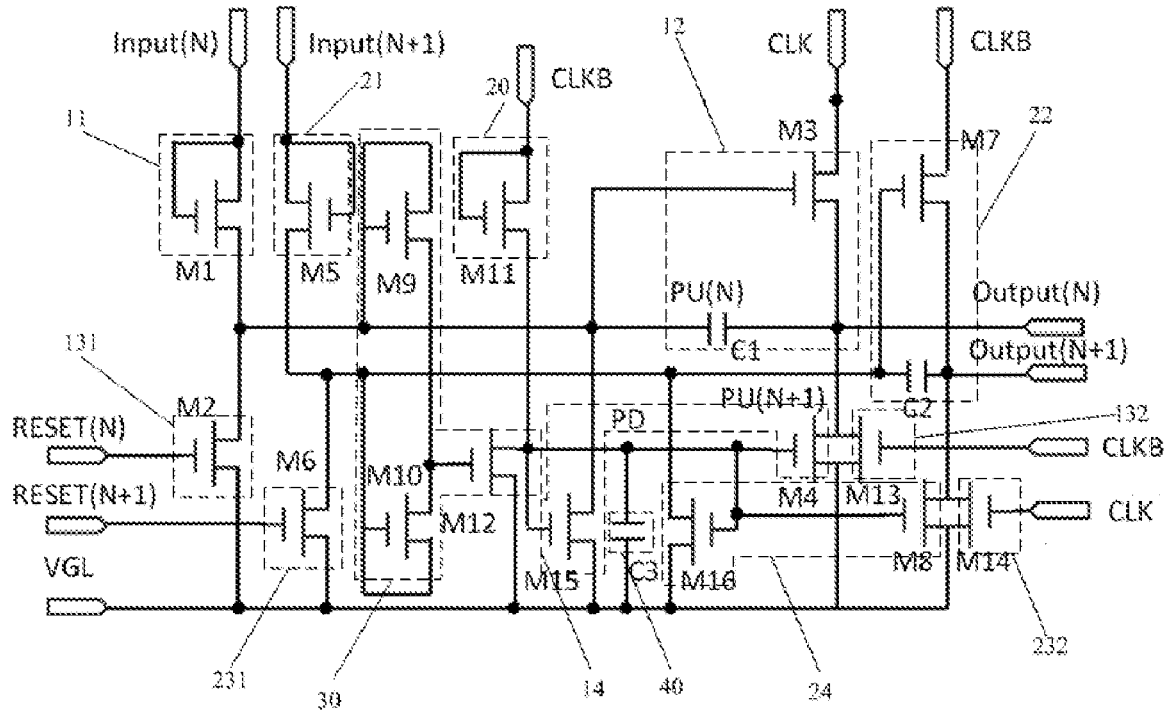 Input(N)
Input(N+1)
CLKB
CLK
CLKB
12
21
20
11
22
M3
M7
M1
M5
M9
M11
PU(N)
C1
Output(N)
Output(N+1)
131
M2
RESET(N)
PD
PU(N+1)
C2
132
CLKB
RESET(N+1)
M6
M10
M12
M4
M13
CLK
VGL
M15
C3
M16
M8
M14
231
30
14
40
24
232